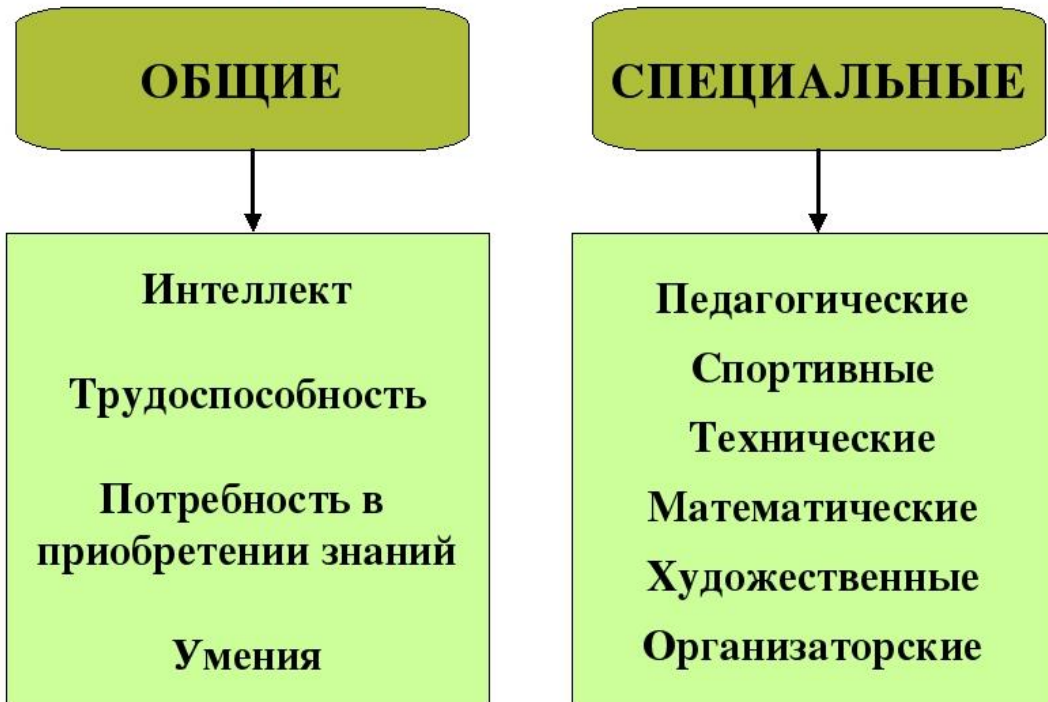 ОБЩИЕ
Интеллект
Трудоспособность
Потребность в
приобретении знаний
Умения
СПЕЦИАЛЬНЫЕ
Педагогические
Спортивные
Технические
Математические
Художественные
Организаторские